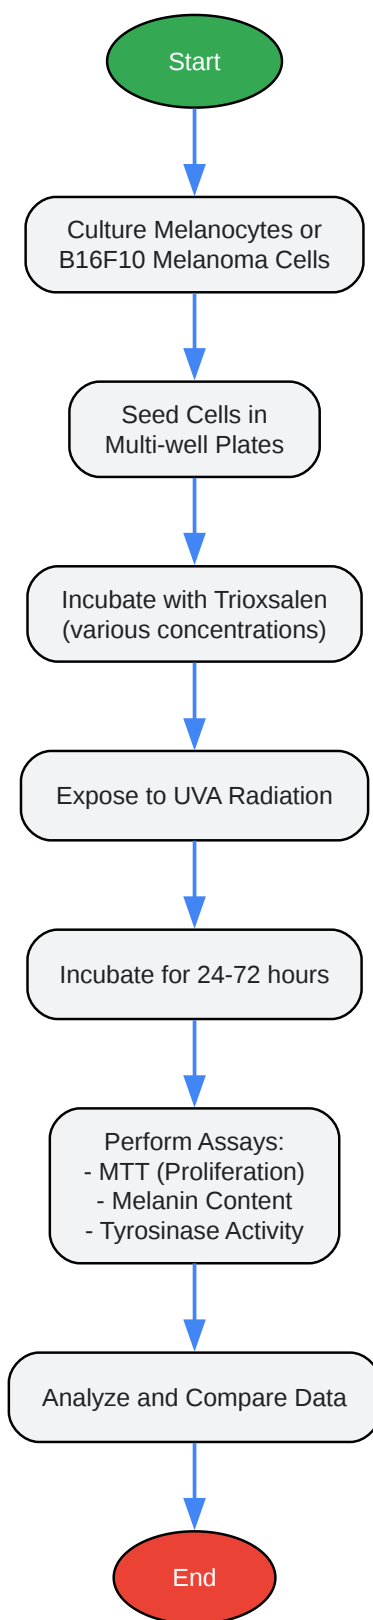 Start
Culture Melanocytes or
B16F10 Melanoma Cells
Seed Cells in
Multi-well Plates
Incubate with Trioxsalen
(various concentrations)
Expose to UVA Radiation
Incubate for 24-72 hours
Perform Assays:
- MTT (Proliferation)
- Melanin Content
- Tyrosinase Activity
Analyze and Compare Data
End